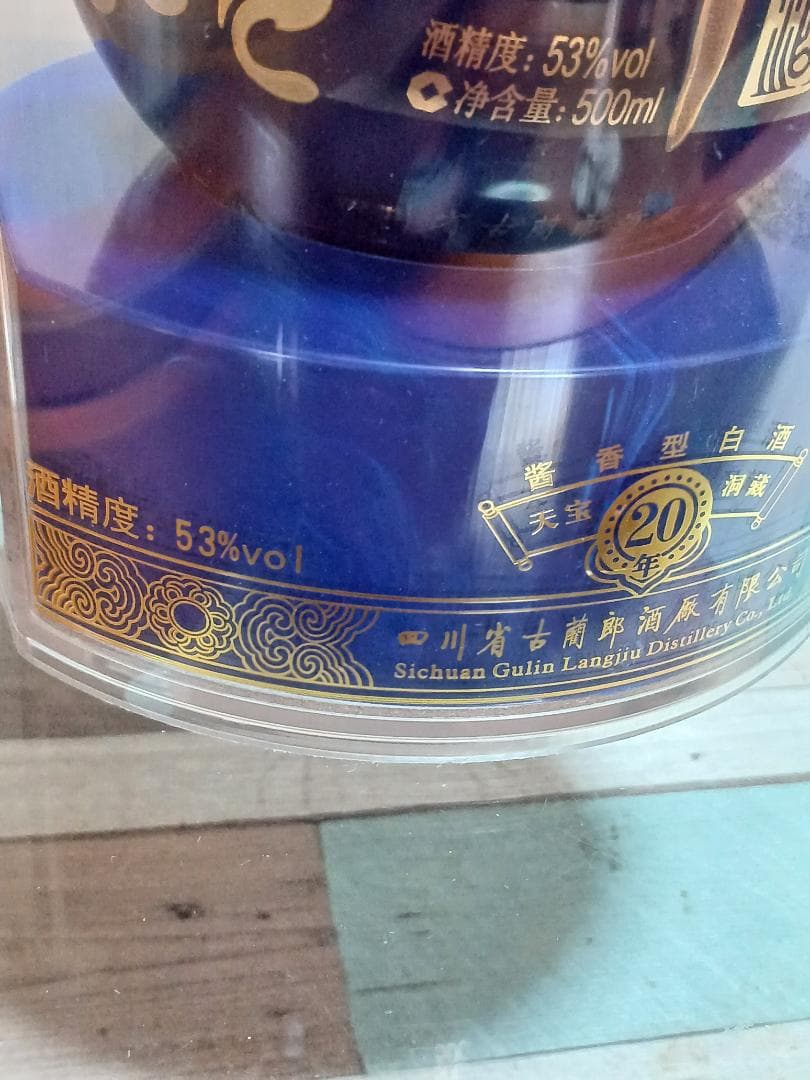 酒精度: 53%vol
净含量: 500ml
酱香型白酒
天宝 20年 洞藏
酒精度: 53%vol
四川省古蔺郎酒厂有限公司
Sichuan Gulin Langjiu Distillery Co., Ltd.